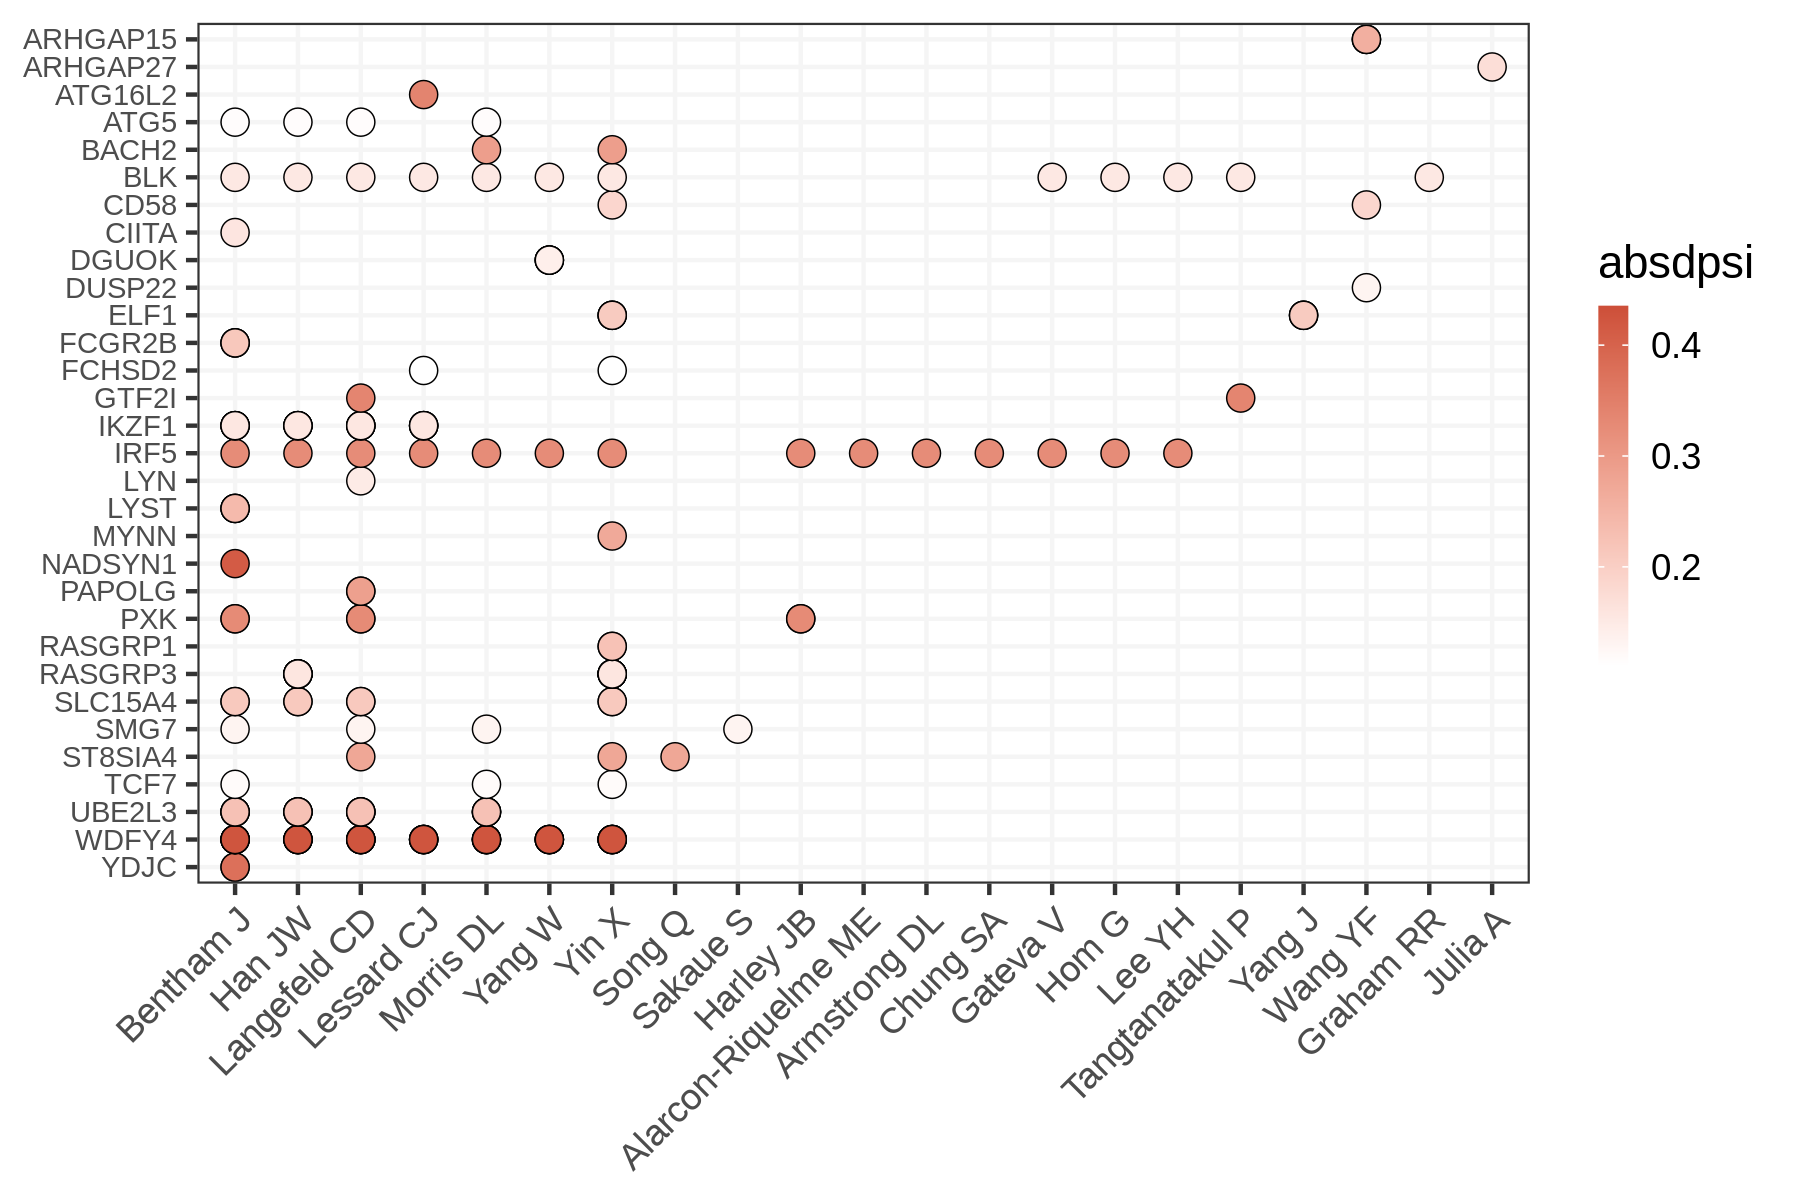 ARHGAP15
ARHGAP27
ATG16L2
ATG5
BACH2
BLK
CD58
CIITA
DGUOK
DUSP22
ELF1
FCGR2B
FCHSD2
GTF2I
IKZF1
IRF5
LYN
LYST
MYNN
NADSYN1
PAPOLG
PXK
RASGRP1
RASGRP3
SLC15A4
SMG7
ST8SIA4
TCF7
UBE2L3
WDFY4
YDJC
Bentham J
Han JW
Langefeld CD
Lessard CJ
Morris DL
Yang W
Yin X
Song Q
Sakaue S
Harley JB
Alarcon-Riquelme ME
Armstrong DL
Chung SA
Gateva V
Hom G
Lee YH
Tangtanatakul P
Yang J
Wang YF
Graham RR
Julia A
absdpsi
0.4
0.3
0.2